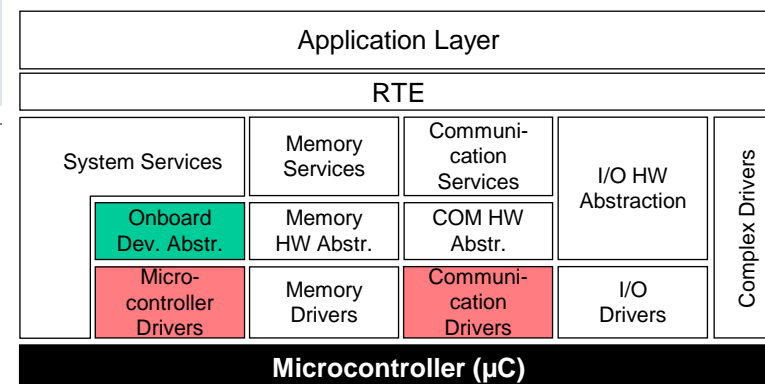 Application Layer
RTE
System Services
Memory
Services
Communi-
cation
Services
I/O HW
Abstraction
Complex Drivers
Onboard
Dev. Abstr.
Memory
HW Abstr.
COM HW
Abstr.
Micro-
controller
Drivers
Memory
Drivers
Communi-
cation
Drivers
I/O
Drivers
Microcontroller (µC)